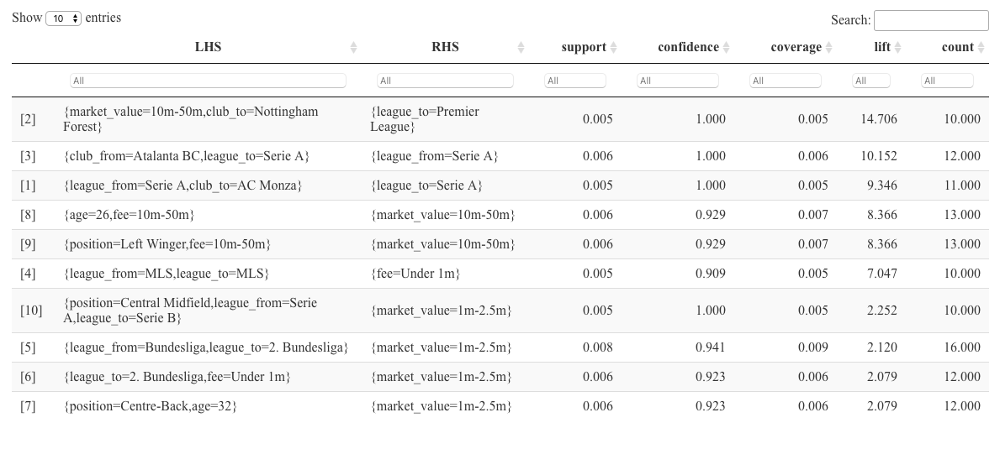 Show 10 entries
Search:
LHS RHS support confidence coverage lift count
All All All All All All All
[2] {market_value=10m-50m,club_to=Nottingham Forest} {league_to=Premier League} 0.005 1.000 0.005 14.706 10.000
[3] {club_from=Atalanta BC,league_to=Serie A} {league_from=Serie A} 0.006 1.000 0.006 10.152 12.000
[1] {league_from=Serie A,club_to=AC Monza} {league_to=Serie A} 0.005 1.000 0.005 9.346 11.000
[8] {age=26,fee=10m-50m} {market_value=10m-50m} 0.006 0.929 0.007 8.366 13.000
[9] {position=Left Winger,fee=10m-50m} {market_value=10m-50m} 0.006 0.929 0.007 8.366 13.000
[4] {league_from=MLS,league_to=MLS} {fee=Under 1m} 0.005 0.909 0.005 7.047 10.000
[10] {position=Central Midfield,league_from=Serie A,league_to=Serie B} {market_value=1m-2.5m} 0.005 1.000 0.005 2.252 10.000
[5] {league_from=Bundesliga,league_to=2. Bundesliga} {market_value=1m-2.5m} 0.008 0.941 0.009 2.120 16.000
[6] {league_to=2. Bundesliga,fee=Under 1m} {market_value=1m-2.5m} 0.006 0.923 0.006 2.079 12.000
[7] {position=Centre-Back,age=32} {market_value=1m-2.5m} 0.006 0.923 0.006 2.079 12.000